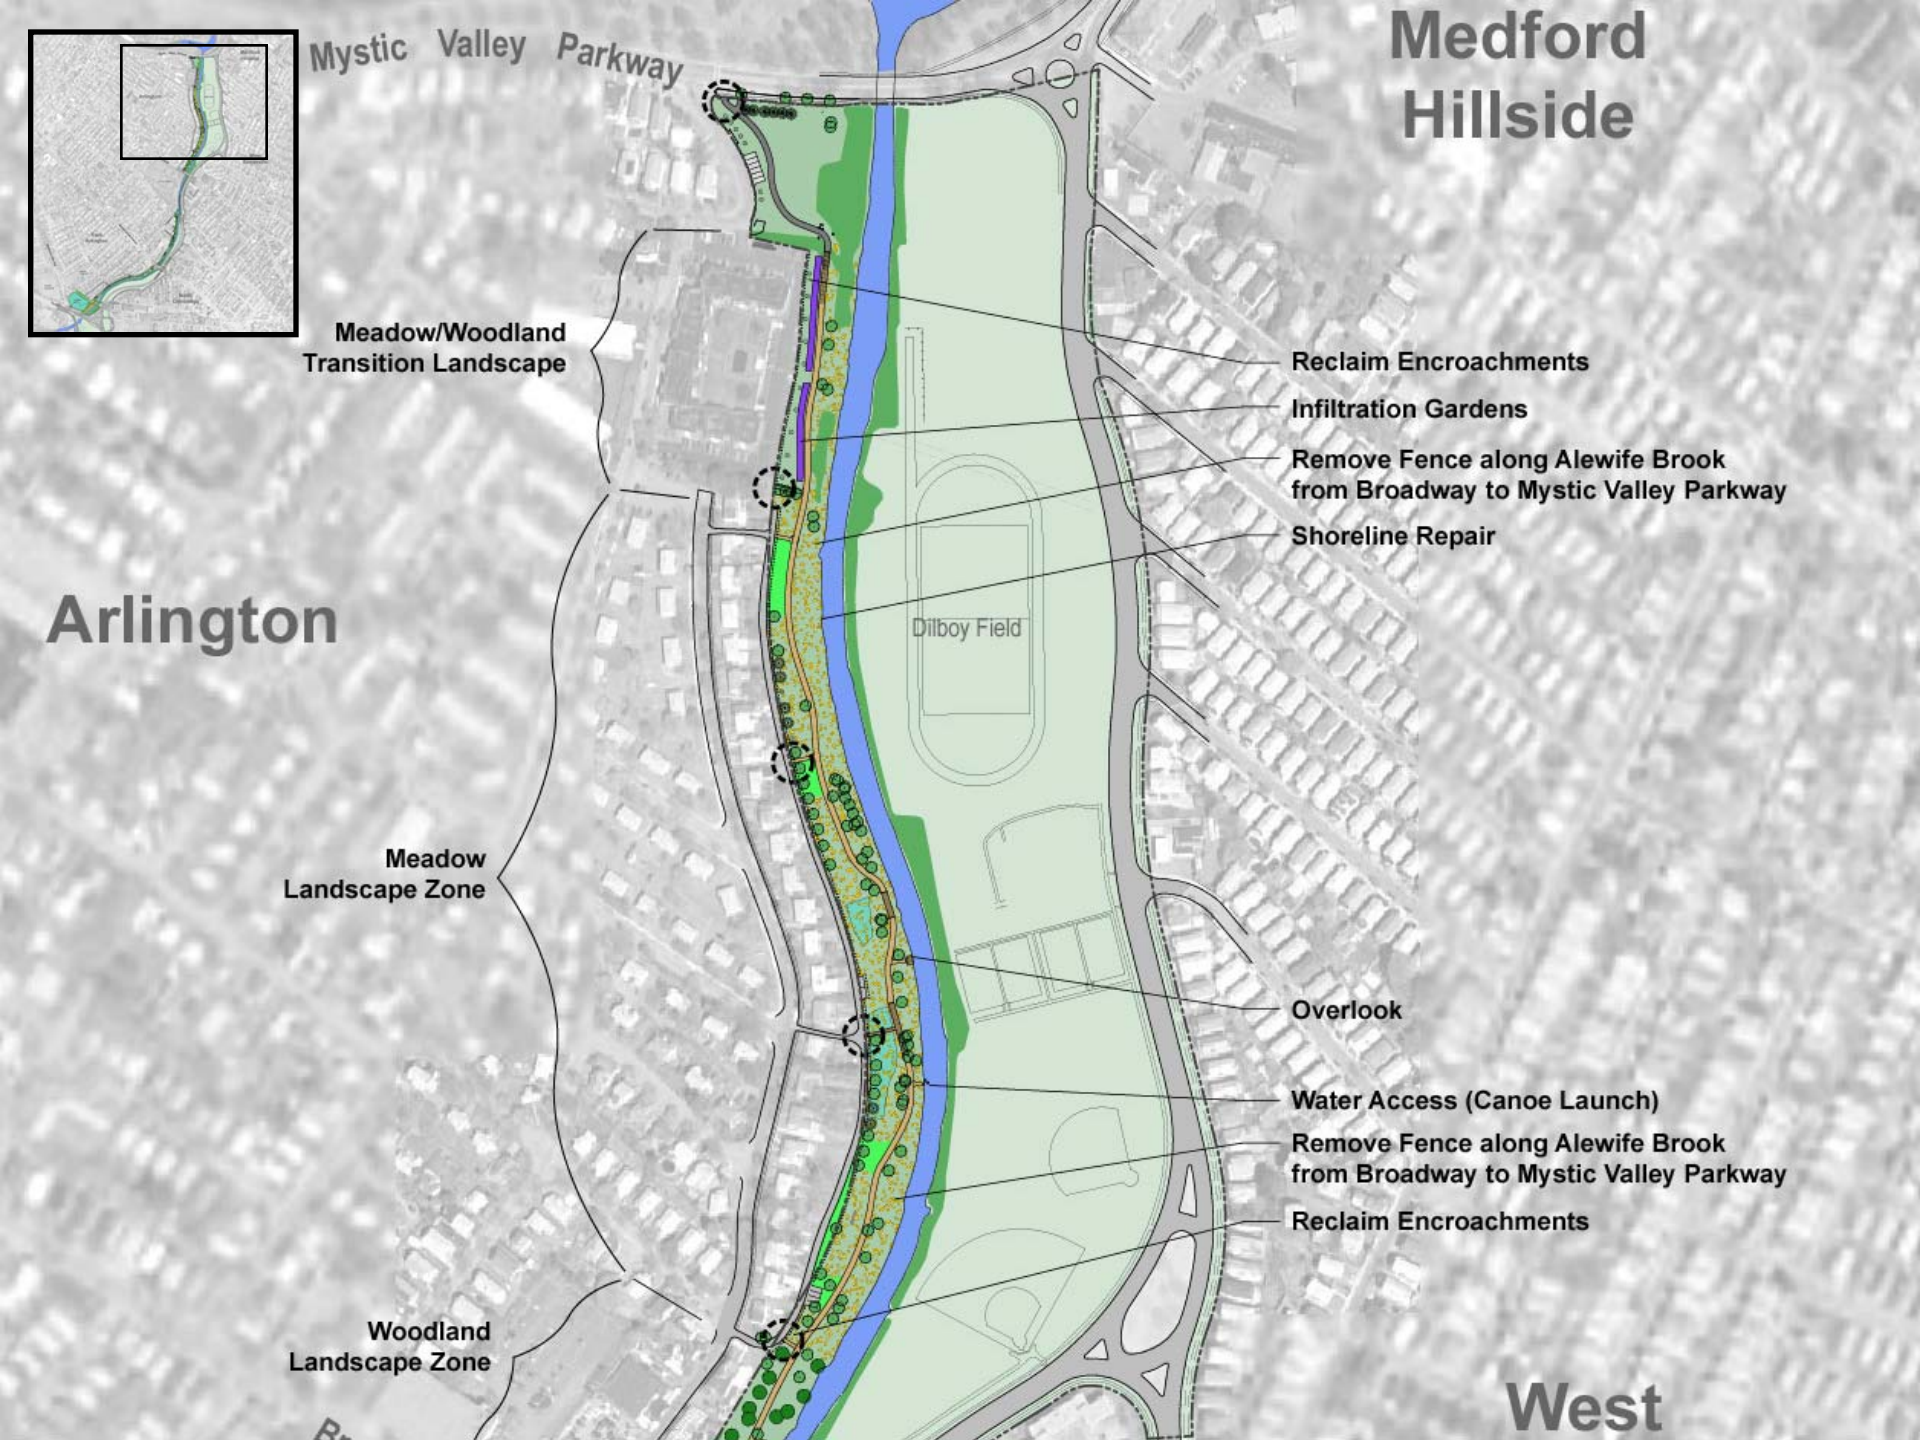 Mystic Valley Parkway
Medford
Hillside
Meadow/Woodland
Transition Landscape
Reclaim Encroachments
Infiltration Gardens
Remove Fence along Alewife Brook
from Broadway to Mystic Valley Parkway
Shoreline Repair
Arlington
Dilboy Field
Meadow
Landscape Zone
Overlook
Water Access (Canoe Launch)
Remove Fence along Alewife Brook
from Broadway to Mystic Valley Parkway
Reclaim Encroachments
Woodland
Landscape Zone
West
Br